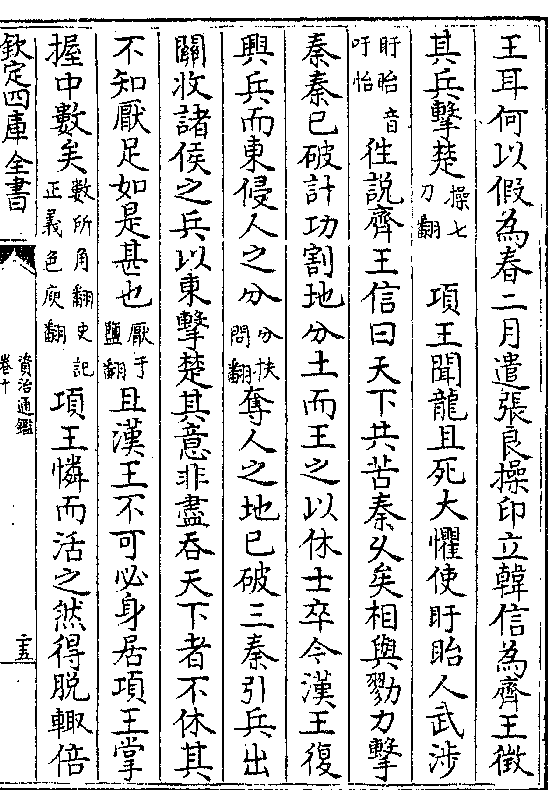 王耳何以假為春二月遣張良操印立韓信為齊王徵
其兵擊楚操七刀翻項王聞龍且死大懼使盱眙人武涉
盱眙音吁怡往說齊王信曰天下共苦秦乆矣相與勠力擊
秦秦已破計功割地分土而王之以休士卒今漢王復
興兵而東侵人之分分扶問翻奪人之地已破三秦引兵出
關收諸侯之兵以東擊楚其意非盡吞天下者不休其
不知厭足如是甚也厭于鹽翻且漢王不可必身居項王掌
握中數矣數所角翻史記正義色庾翻項王憐而活之然得脱輙倍
欽定四庫全書
資治通鑑
卷十
十五